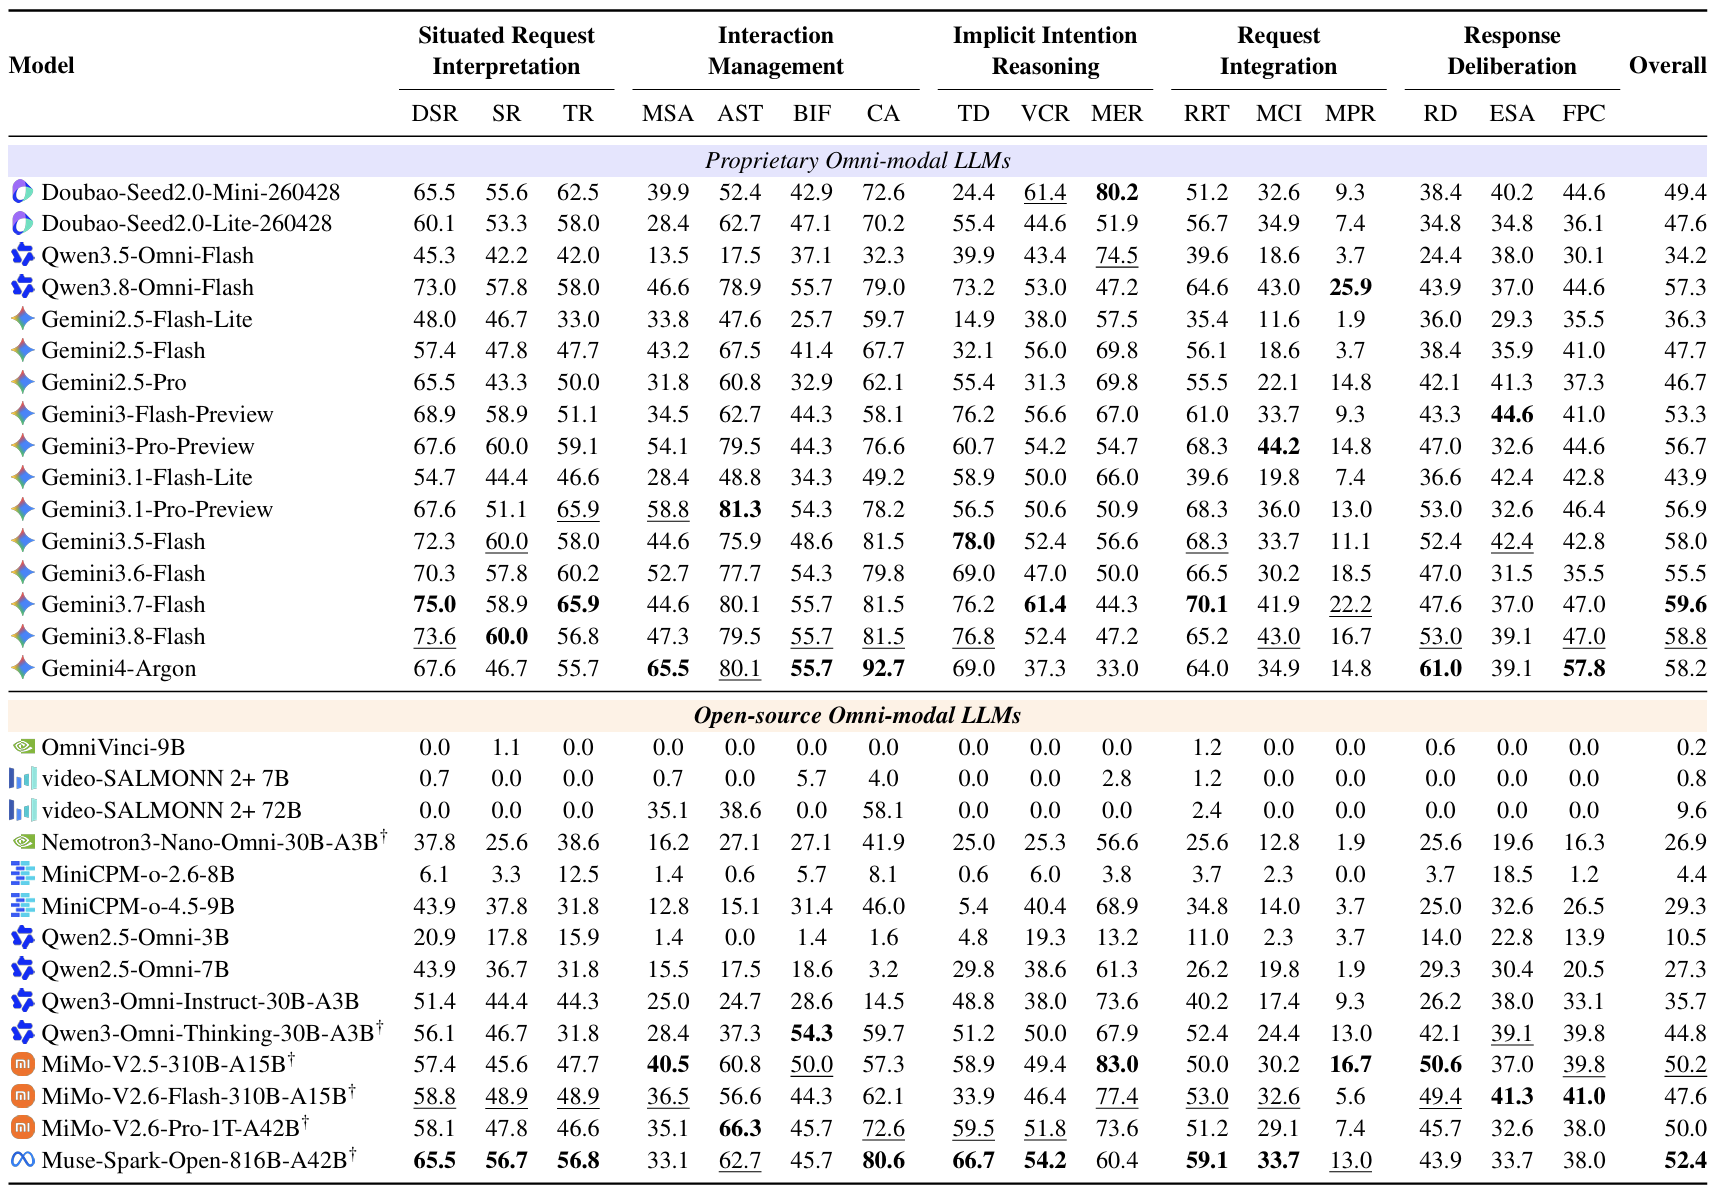 Model Situated Request Interpretation Interaction Management Implicit Intention Reasoning Request Integration Response Deliberation Overall
DSR SR TR MSA AST BIF CA TD VCR MER RRT MCI MPR RD ESA FPC
Proprietary Omni-modal LLMs
Doubao-Seed2.0-Mini-260428 65.5 55.6 62.5 39.9 52.4 42.9 72.6 24.4 61.4 80.2 51.2 32.6 9.3 38.4 40.2 44.6 49.4
Doubao-Seed2.0-Lite-260428 60.1 53.3 58.0 28.4 62.7 47.1 70.2 55.4 44.6 51.9 56.7 34.9 7.4 34.8 34.8 36.1 47.6
Qwen3.5-Omni-Flash 45.3 42.2 42.0 13.5 17.5 37.1 32.3 39.9 43.4 74.5 39.6 18.6 3.7 24.4 38.0 30.1 34.2
Qwen3.8-Omni-Flash 73.0 57.8 58.0 46.6 78.9 55.7 79.0 73.2 53.0 47.2 64.6 43.0 25.9 43.9 37.0 44.6 57.3
Gemini2.5-Flash-Lite 48.0 46.7 33.0 33.8 47.6 25.7 59.7 14.9 38.0 57.5 35.4 11.6 1.9 36.0 29.3 35.5 36.3
Gemini2.5-Flash 57.4 47.8 47.7 43.2 67.5 41.4 67.7 32.1 56.0 69.8 56.1 18.6 3.7 38.4 35.9 41.0 47.7
Gemini2.5-Pro 65.5 43.3 50.0 31.8 60.8 32.9 62.1 55.4 31.3 69.8 55.5 22.1 14.8 42.1 41.3 37.3 46.7
Gemini3-Flash-Preview 68.9 58.9 51.1 34.5 62.7 44.3 58.1 76.2 56.6 67.0 61.0 33.7 9.3 43.3 44.6 41.0 53.3
Gemini3-Pro-Preview 67.6 60.0 59.1 54.1 79.5 44.3 76.6 60.7 54.2 54.7 68.3 44.2 14.8 47.0 32.6 44.6 56.7
Gemini3.1-Flash-Lite 54.7 44.4 46.6 28.4 48.8 34.3 49.2 58.9 50.0 66.0 39.6 19.8 7.4 36.6 42.4 42.8 43.9
Gemini3.1-Pro-Preview 67.6 51.1 65.9 58.8 81.3 54.3 78.2 56.5 50.6 50.9 68.3 36.0 13.0 53.0 32.6 46.4 56.9
Gemini3.5-Flash 72.3 60.0 58.0 44.6 75.9 48.6 81.5 78.0 52.4 56.6 68.3 33.7 11.1 52.4 42.4 42.8 58.0
Gemini3.6-Flash 70.3 57.8 60.2 52.7 77.7 54.3 79.8 69.0 47.0 50.0 66.5 30.2 18.5 47.0 31.5 35.5 55.5
Gemini3.7-Flash 75.0 58.9 65.9 44.6 80.1 55.7 81.5 76.2 61.4 44.3 70.1 41.9 22.2 47.6 37.0 47.0 59.6
Gemini3.8-Flash 73.6 60.0 56.8 47.3 79.5 55.7 81.5 76.8 52.4 47.2 65.2 43.0 16.7 53.0 39.1 47.0 58.8
Gemini4-Argon 67.6 46.7 55.7 65.5 80.1 55.7 92.7 69.0 37.3 33.0 64.0 34.9 14.8 61.0 39.1 57.8 58.2
Open-source Omni-modal LLMs
OmniVinci-9B 0.0 1.1 0.0 0.0 0.0 0.0 0.0 0.0 0.0 0.0 1.2 0.0 0.0 0.6 0.0 0.0 0.2
video-SALMONN 2+ 7B 0.7 0.0 0.0 0.7 0.0 5.7 4.0 0.0 0.0 2.8 1.2 0.0 0.0 0.0 0.0 0.0 0.8
video-SALMONN 2+ 72B 0.0 0.0 0.0 35.1 38.6 0.0 58.1 0.0 0.0 0.0 2.4 0.0 0.0 0.0 0.0 0.0 9.6
Nemotron3-Nano-Omni-30B-A3B† 37.8 25.6 38.6 16.2 27.1 27.1 41.9 25.0 25.3 56.6 25.6 12.8 1.9 25.6 19.6 16.3 26.9
MiniCPM-o-2.6-8B 6.1 3.3 12.5 1.4 0.6 5.7 8.1 0.6 6.0 3.8 3.7 2.3 0.0 3.7 18.5 1.2 4.4
MiniCPM-o-4.5-9B 43.9 37.8 31.8 12.8 15.1 31.4 46.0 5.4 40.4 68.9 34.8 14.0 3.7 25.0 32.6 26.5 29.3
Qwen2.5-Omni-3B 20.9 17.8 15.9 1.4 0.0 1.4 1.6 4.8 19.3 13.2 11.0 2.3 3.7 14.0 22.8 13.9 10.5
Qwen2.5-Omni-7B 43.9 36.7 31.8 15.5 17.5 18.6 3.2 29.8 38.6 61.3 26.2 19.8 1.9 29.3 30.4 20.5 27.3
Qwen3-Omni-Instruct-30B-A3B 51.4 44.4 44.3 25.0 24.7 28.6 14.5 48.8 38.0 73.6 40.2 17.4 9.3 26.2 38.0 33.1 35.7
Qwen3-Omni-Thinking-30B-A3B† 56.1 46.7 31.8 28.4 37.3 54.3 59.7 51.2 50.0 67.9 52.4 24.4 13.0 42.1 39.1 39.8 44.8
MiMo-V2.5-310B-A15B† 57.4 45.6 47.7 40.5 60.8 50.0 57.3 58.9 49.4 83.0 50.0 30.2 16.7 50.6 37.0 39.8 50.2
MiMo-V2.6-Flash-310B-A15B† 58.8 48.9 48.9 36.5 56.6 44.3 62.1 33.9 46.4 77.4 53.0 32.6 5.6 49.4 41.3 41.0 47.6
MiMo-V2.6-Pro-1T-A42B† 58.1 47.8 46.6 35.1 66.3 45.7 72.6 59.5 51.8 73.6 51.2 29.1 7.4 45.7 32.6 38.0 50.0
Muse-Spark-Open-816B-A42B† 65.5 56.7 56.8 33.1 62.7 45.7 80.6 66.7 54.2 60.4 59.1 33.7 13.0 43.9 33.7 38.0 52.4